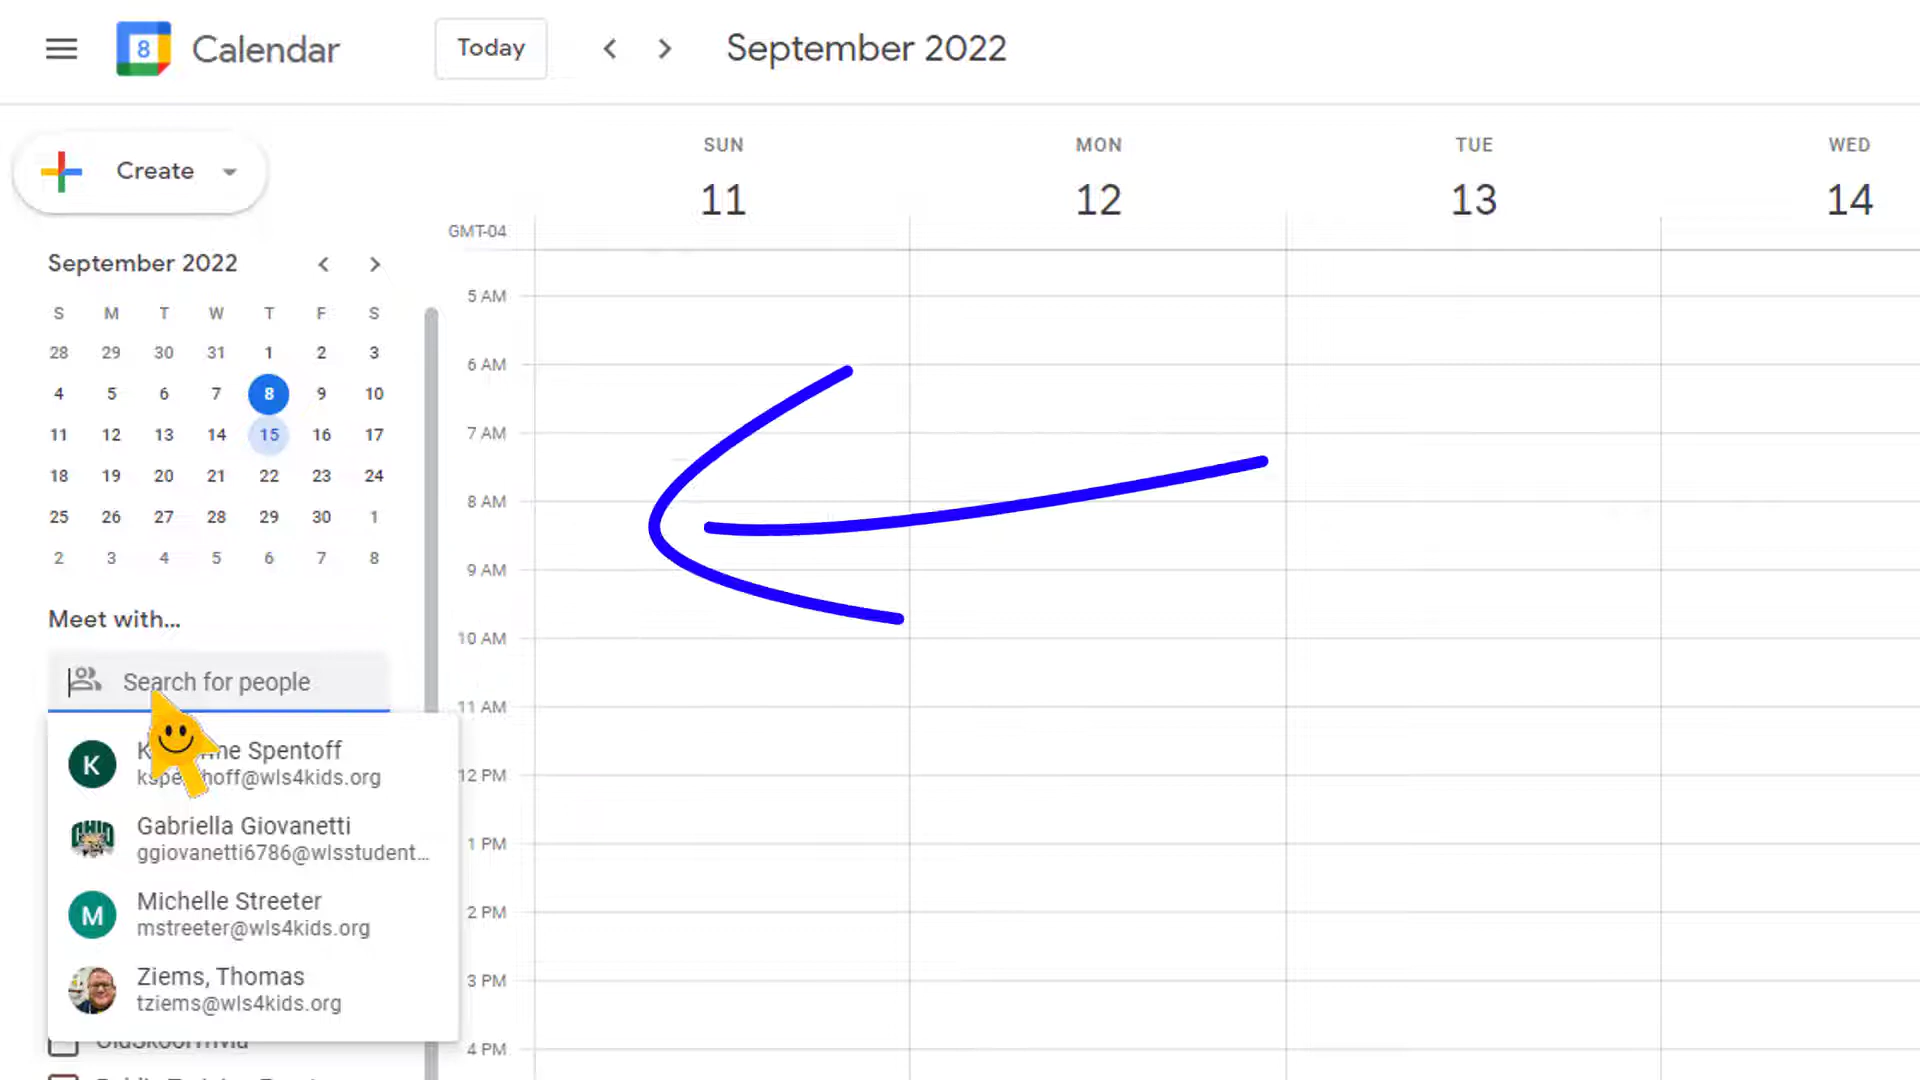 8 Calendar Today September 2022
Create
SUN MON TUE WED
11 12 13 14
GMT-04
September 2022
S M T W T F S
28 29 30 31 1 2 3
4 5 6 7 8 9 10
11 12 13 14 15 16 17
18 19 20 21 22 23 24
25 26 27 28 29 30 1
2 3 4 5 6 7 8
Meet with...
Search for people
Spentoff
Gabriella Giovanetti
ggiovanetti6786@wlsstudent...
Michelle Streeter
mstreeter@wls4kids.org
Ziems, Thomas
tziems@wls4kids.org
5 AM
6 AM
7 AM
8 AM
9 AM
10 AM
11 AM
12 PM
1 PM
2 PM
3 PM
4 PM
K
M